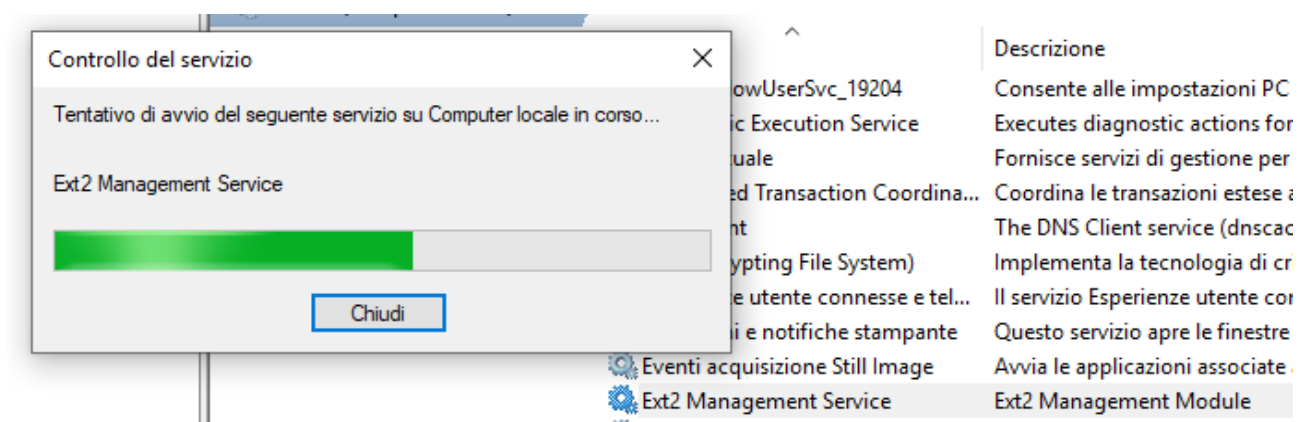 Controllo del servizio
Tentativo di avvio del seguente servizio su Computer locale in corso...
Ext2 Management Service
Chiudi
Descrizione
owUserSvc_19204 Consente alle impostazioni PC
ic Execution Service Executes diagnostic actions for
uale Fornisce servizi di gestione per
ed Transaction Coordina... Coordina le transazioni estese a
nt The DNS Client service (dnscac
ypting File System) Implementa la tecnologia di cri
e utente connesse e tel... Il servizio Esperienze utente con
i e notifiche stampante Questo servizio apre le finestre
Eventi acquisizione Still Image Avvia le applicazioni associate
Ext2 Management Service Ext2 Management Module